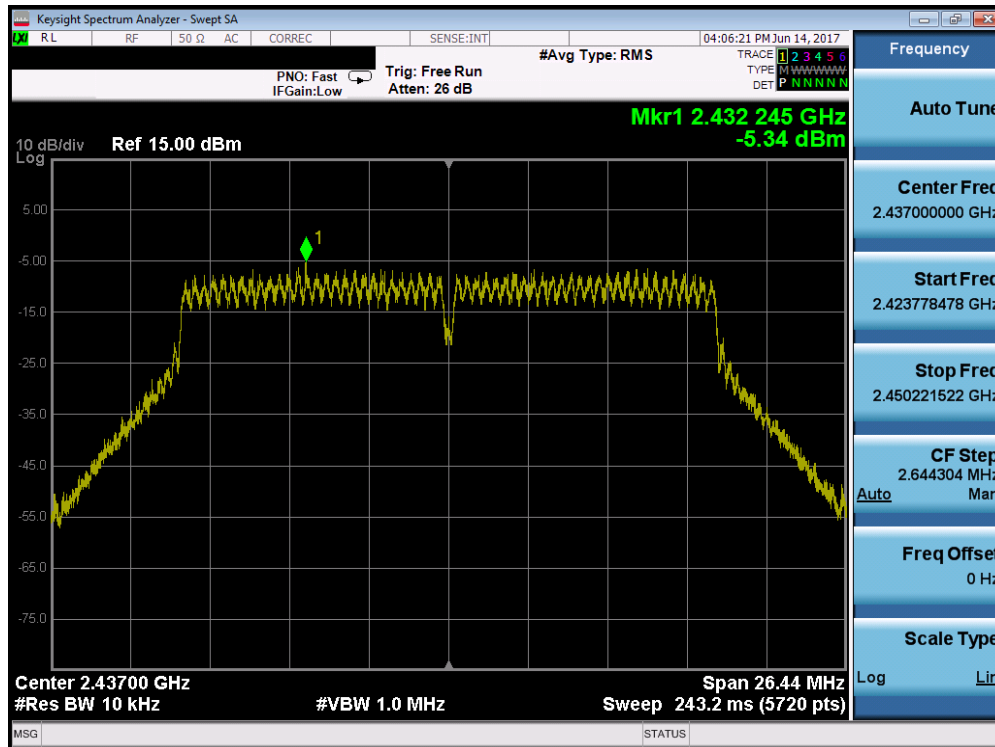 Keysight Spectrum Analyzer - Swept SA
LXI RL RF 50 Ω AC CORREC SENSE:INT 04:06:21 PM Jun 14, 2017
#Avg Type: RMS
TRACE 1 2 3 4 5 6
TYPE M WWWWW
DET P N N N N N
PNO: Fast
IFGain:Low
Trig: Free Run
Atten: 26 dB
Mkr1 2.432 245 GHz
-5.34 dBm
10 dB/div Ref 15.00 dBm
Log
1
5.00
-5.00
-15.0
-25.0
-35.0
-45.0
-55.0
-65.0
-75.0
Center 2.43700 GHz Span 26.44 MHz
#Res BW 10 kHz #VBW 1.0 MHz Sweep 243.2 ms (5720 pts)
MSG STATUS
Frequency
Auto Tune
Center Freq
2.437000000 GHz
Start Freq
2.423778478 GHz
Stop Freq
2.450221522 GHz
CF Step
2.644304 MHz
Auto Man
Freq Offset
0 Hz
Scale Type
Log Lin